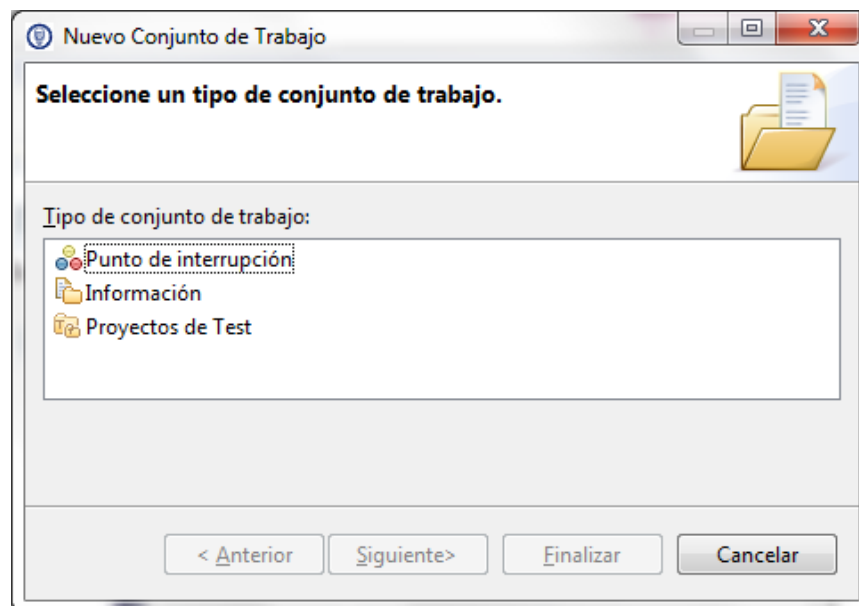 Nuevo Conjunto de Trabajo
Seleccione un tipo de conjunto de trabajo.
Tipo de conjunto de trabajo:
Punto de interrupción
Información
Proyectos de Test
< Anterior
Siguiente>
Finalizar
Cancelar